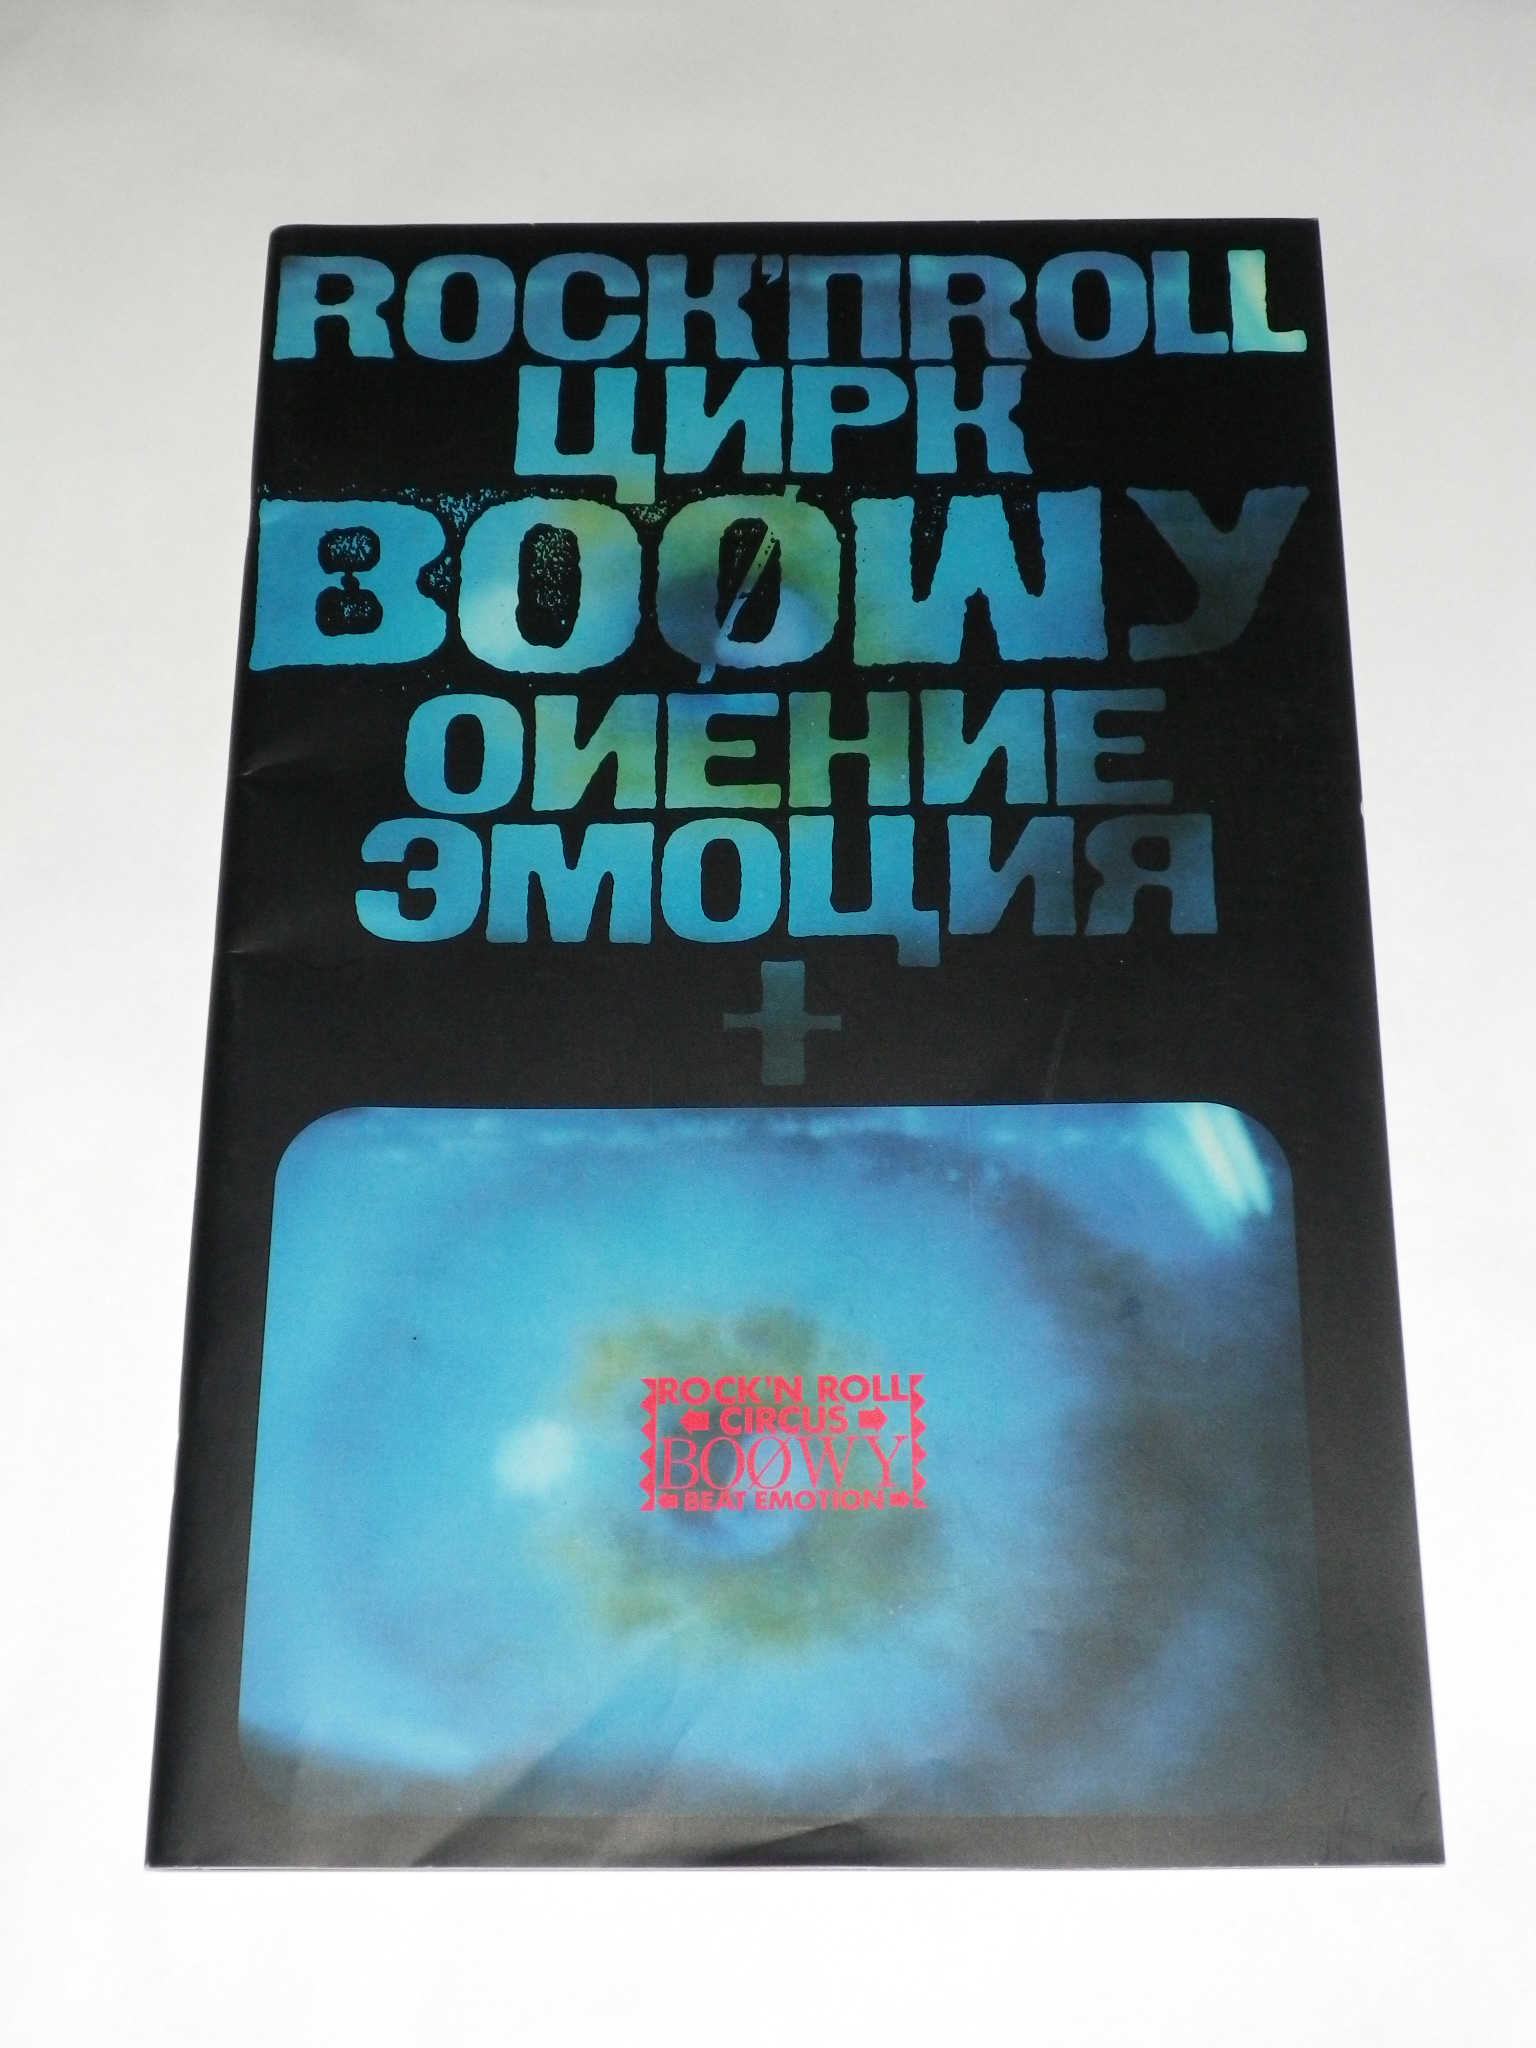 ROCK'ПROLL
ЦИРК
BOØWY
ОИЕНИЕ
ЭМОЦИЯ
+
ROCK'N ROLL
CIRCUS
BOØWY
BEAT EMOTION